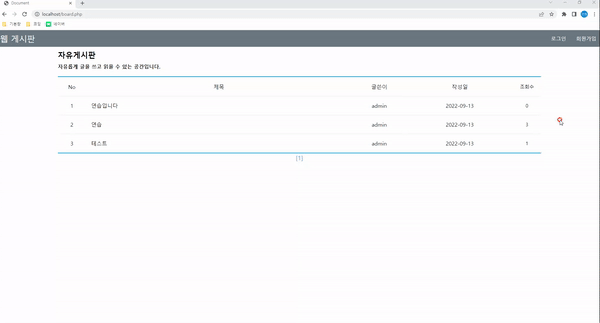 Document
localhost/board.php
기본형
네이버
웹 게시판
로그인 회원가입
자유게시판
자유롭게 글을 쓰고 읽을 수 있는 공간입니다.
No 제목 글쓴이 작성일 조회수
1 연습입니다 admin 2022-09-13 0
2 연습 admin 2022-09-13 3
3 테스트 admin 2022-09-13 1
[1]